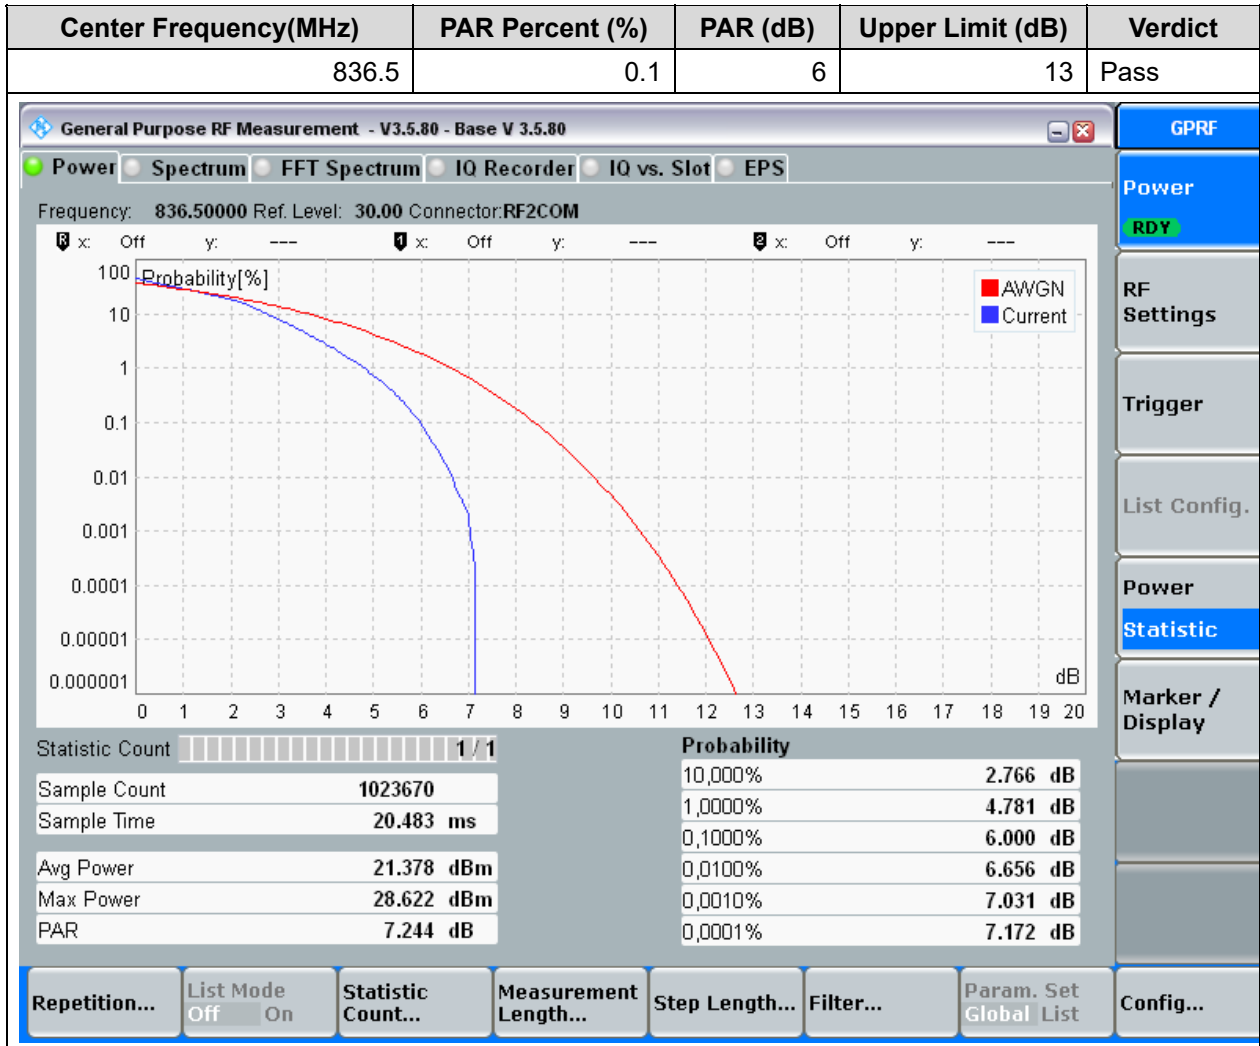 Center Frequency(MHz) PAR Percent (%) PAR (dB) Upper Limit (dB) Verdict
836.5 0.1 6 13 Pass
General Purpose RF Measurement - V3.5.80 - Base V 3.5.80
GPRF
Power Spectrum FFT Spectrum IQ Recorder IQ vs. Slot EPS
Frequency: 836.50000 Ref. Level: 30.00 Connector:RF2COM
R x: Off y: --- 1 x: Off y: --- 2 x: Off y: ---
Probability[%]
AWGN
Current
100
10
1
0.1
0.01
0.001
0.0001
0.00001
0.000001
dB
0 1 2 3 4 5 6 7 8 9 10 11 12 13 14 15 16 17 18 19 20
Statistic Count 1 / 1
Sample Count 1023670
Sample Time 20.483 ms
Avg Power 21.378 dBm
Max Power 28.622 dBm
PAR 7.244 dB
Probability
10,000% 2.766 dB
1,0000% 4.781 dB
0,1000% 6.000 dB
0,0100% 6.656 dB
0,0010% 7.031 dB
0,0001% 7.172 dB
Power
RDY
RF
Settings
Trigger
List Config.
Power
Statistic
Marker /
Display
Repetition...
List Mode
Off On
Statistic
Count...
Measurement
Length...
Step Length...
Filter...
Param. Set
Global List
Config...